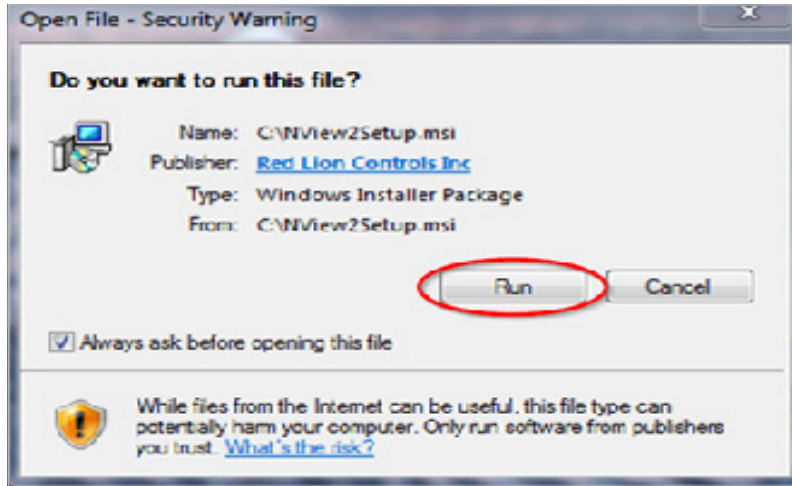 Open File - Security Warning
Do you want to run this file?
Name: C:\NView2Setup.msi
Publisher: Red Lion Controls Inc
Type: Windows Installer Package
From: C:\NView2Setup.msi
Run Cancel
Always ask before opening this file
While files from the Internet can be useful, this file type can
potentially harm your computer. Only run software from publishers
you trust. What's the risk?